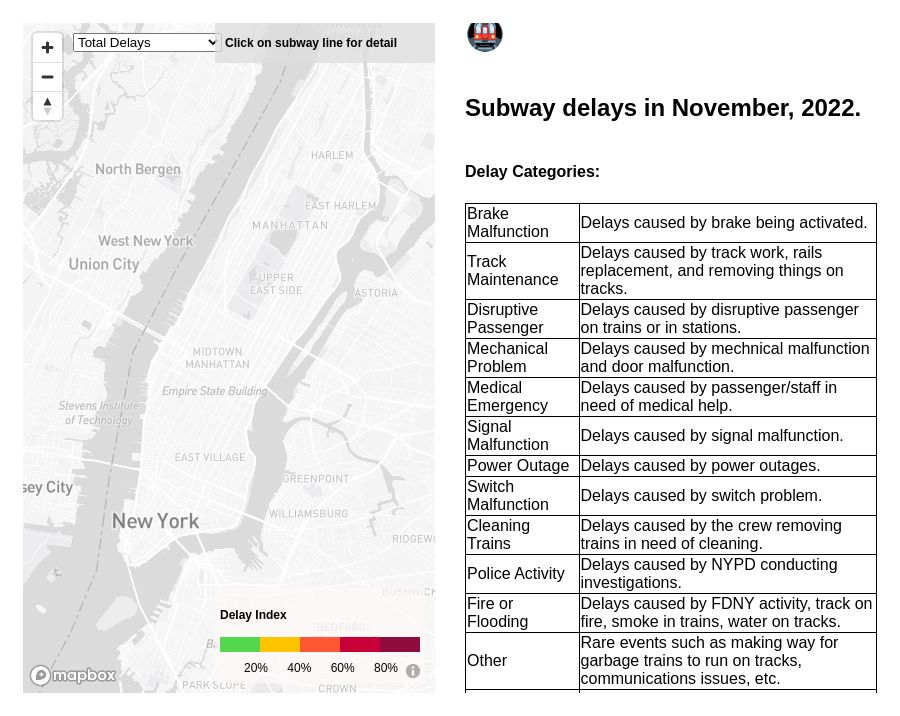 Total Delays
Click on subway line for detail
HARLEM
North Bergen
EAST HARLEM
MANHATTAN
West New York
Union City
UPPER
EAST SIDE
ASTORIA
MIDTOWN
MANHATTAN
Empire State Building
Stevens Institute
of Technology
EAST VILLAGE
GREENPOINT
sey City
WILLIAMSBURG
New York
RIDGEWO
BUSHWICK
Delay Index
BEDFORD-
20% 40% 60% 80%
mapbox
PARK SLOPE
CROWN
Subway delays in November, 2022.
Delay Categories:
Brake
Malfunction
Delays caused by brake being activated.
Track
Maintenance
Delays caused by track work, rails
replacement, and removing things on
tracks.
Disruptive
Passenger
Delays caused by disruptive passenger
on trains or in stations.
Mechanical
Problem
Delays caused by mechnical malfunction
and door malfunction.
Medical
Emergency
Delays caused by passenger/staff in
need of medical help.
Signal
Malfunction
Delays caused by signal malfunction.
Power Outage
Delays caused by power outages.
Switch
Malfunction
Delays caused by switch problem.
Cleaning
Trains
Delays caused by the crew removing
trains in need of cleaning.
Police Activity
Delays caused by NYPD conducting
investigations.
Fire or
Flooding
Delays caused by FDNY activity, track on
fire, smoke in trains, water on tracks.
Other
Rare events such as making way for
garbage trains to run on tracks,
communications issues, etc.